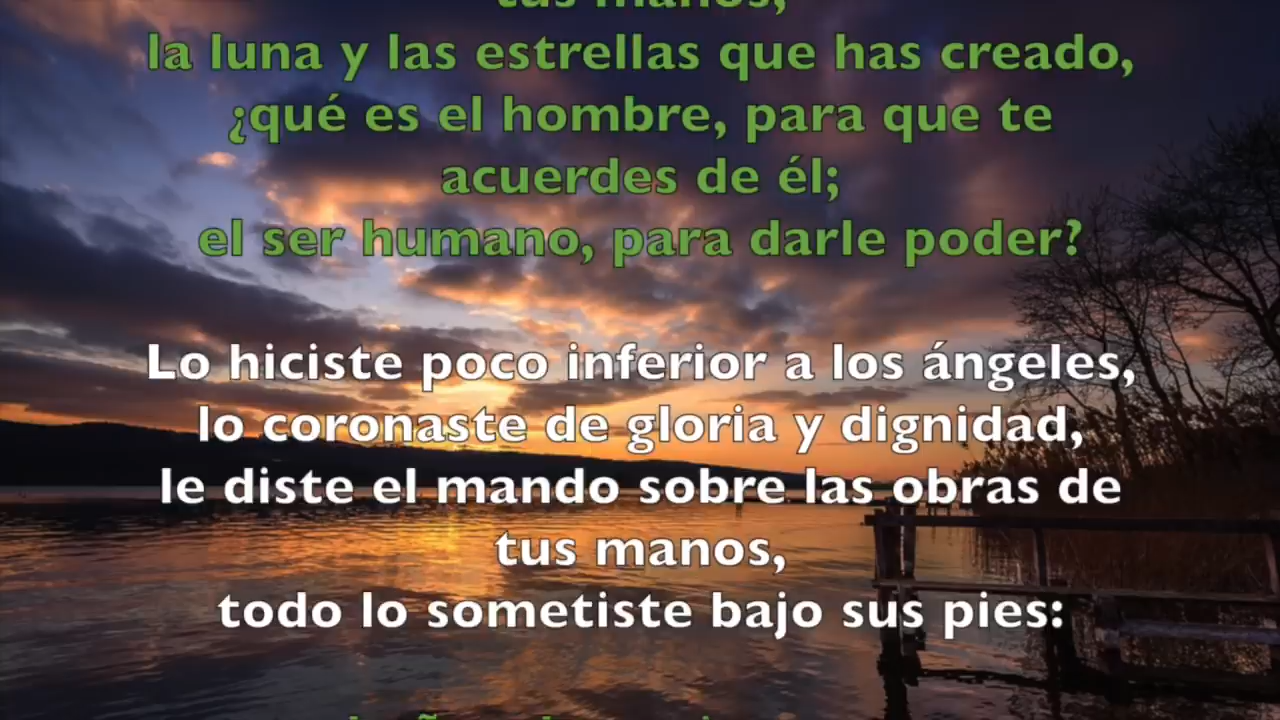 tus manos,
la luna y las estrellas que has creado,
¿qué es el hombre, para que te
acuerdes de él;
el ser humano, para darle poder?
Lo hiciste poco inferior a los ángeles,
lo coronaste de gloria y dignidad,
le diste el mando sobre las obras de
tus manos,
todo lo sometiste bajo sus pies: